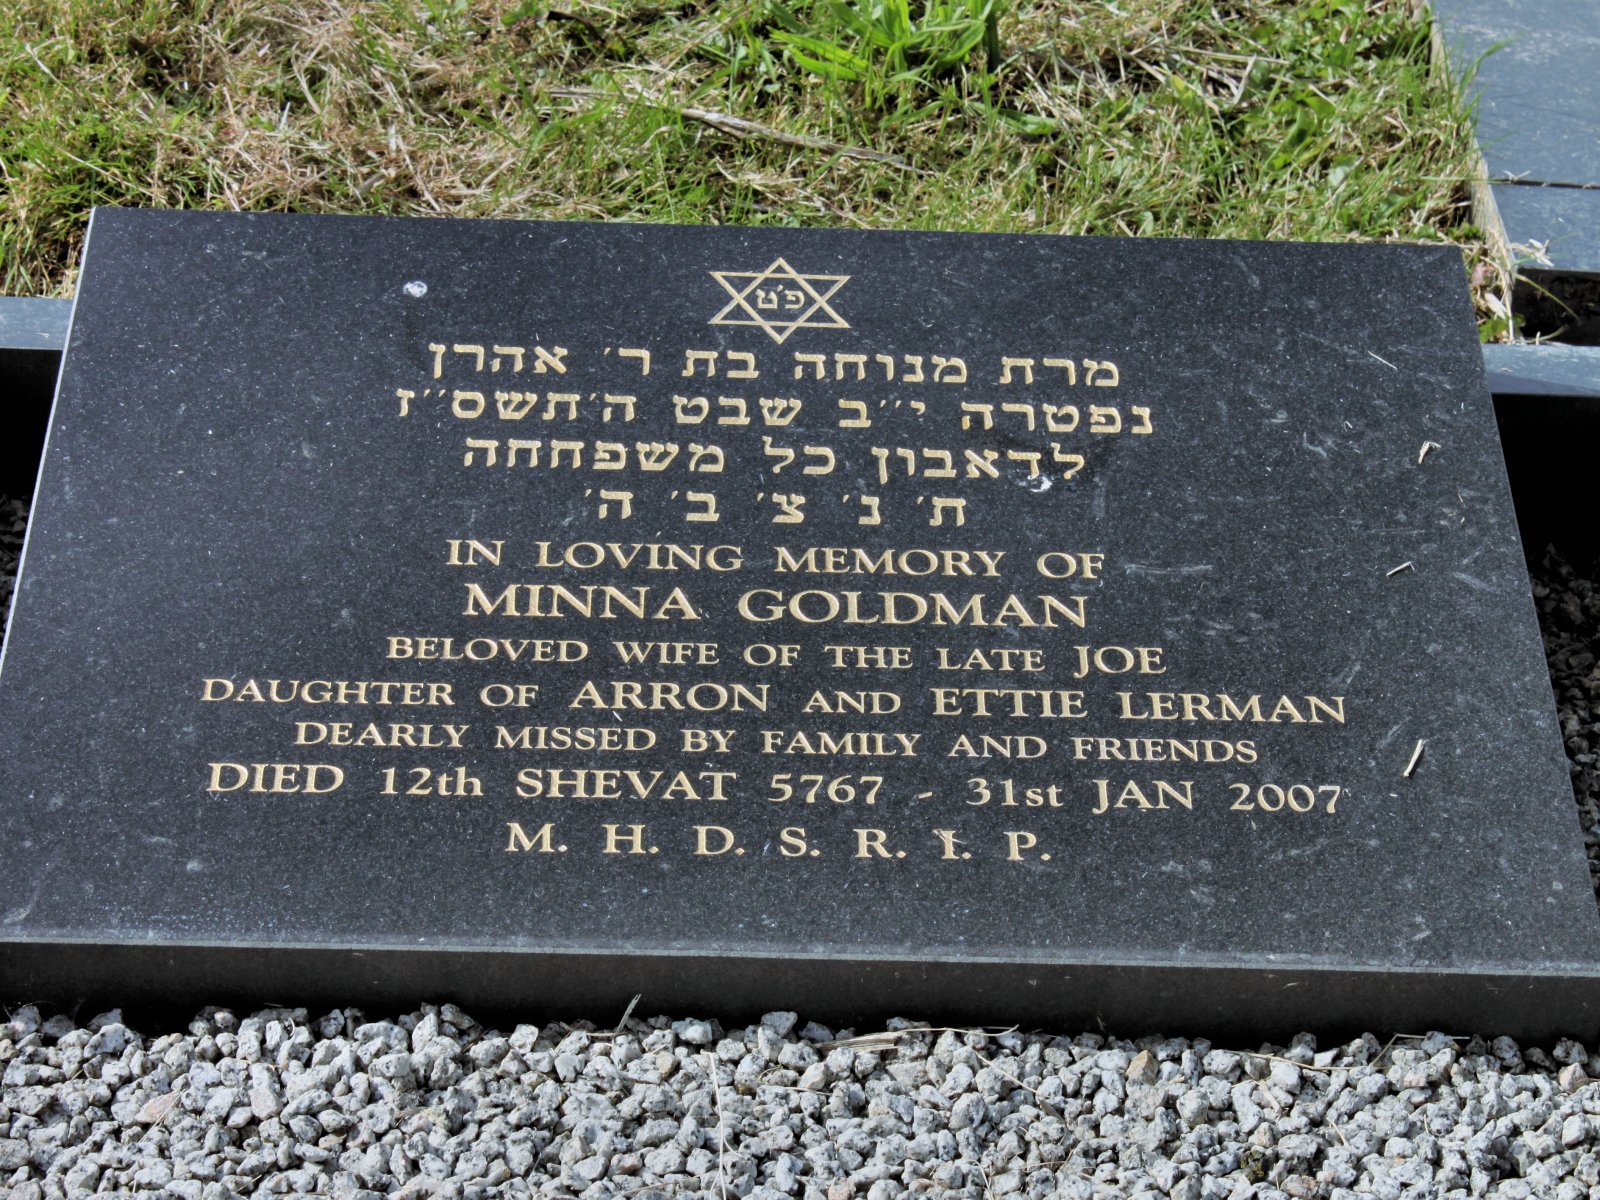 פ׳ט
מרת מנוחה בת ר׳ אהרן
נפטרה י״ב שבט ה׳תשס״ז
לדאבון כל משפחחה
ת׳ נ׳ צ׳ ב׳ ה׳
IN LOVING MEMORY OF
MINNA GOLDMAN
BELOVED WIFE OF THE LATE JOE
DAUGHTER OF ARRON AND ETTIE LERMAN
DEARLY MISSED BY FAMILY AND FRIENDS
DIED 12th SHEVAT 5767 - 31st JAN 2007
M. H. D. S. R. I. P.